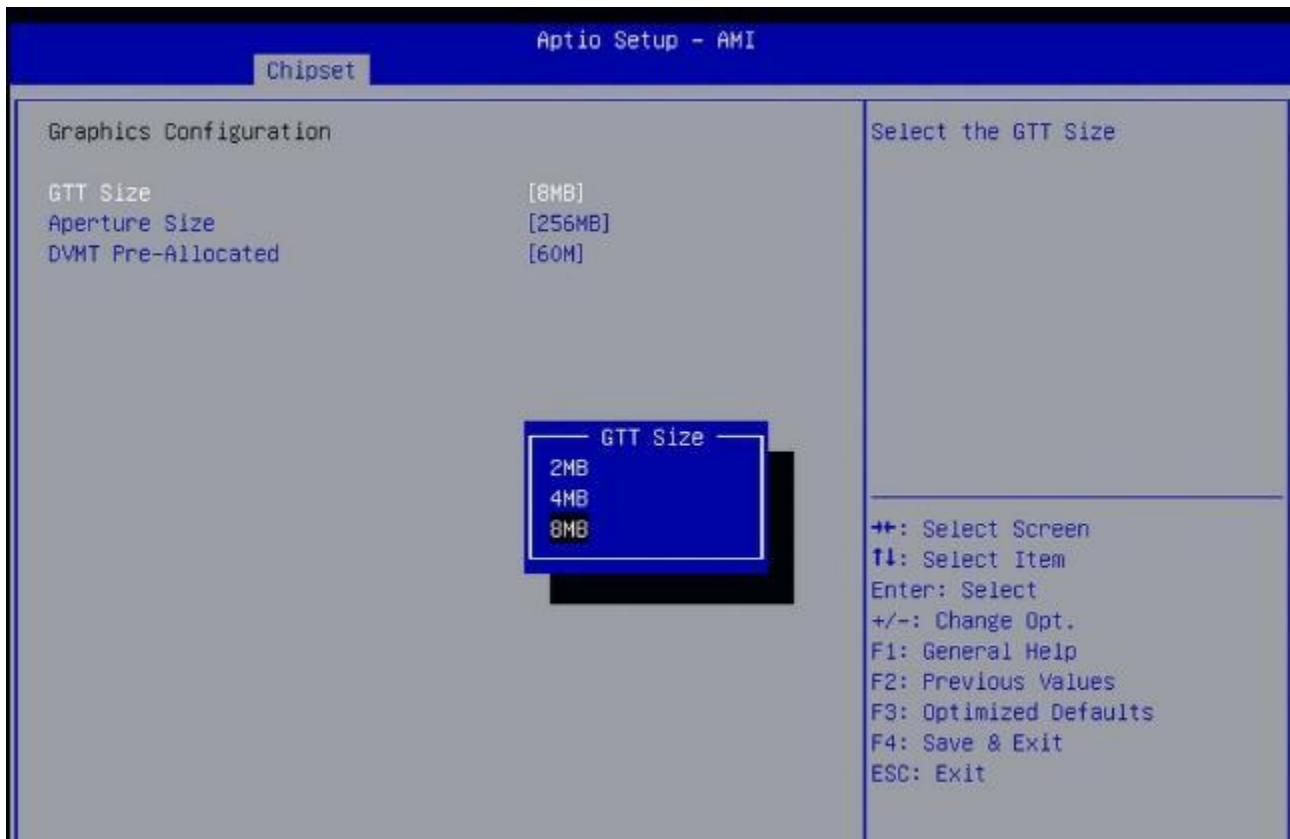 Aptio Setup – AMI
Chipset
Graphics Configuration
GTT Size [8MB]
Aperture Size [256MB]
DVMT Pre-Allocated [60M]
GTT Size
2MB
4MB
8MB
Select the GTT Size
→←: Select Screen
↑↓: Select Item
Enter: Select
+/-: Change Opt.
F1: General Help
F2: Previous Values
F3: Optimized Defaults
F4: Save & Exit
ESC: Exit